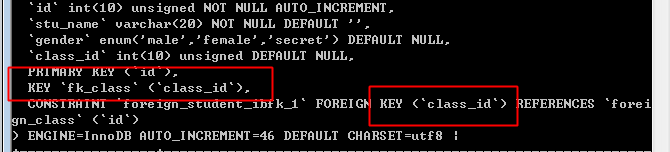 `id` int(10) unsigned NOT NULL AUTO_INCREMENT,
`stu_name` varchar(20) NOT NULL DEFAULT '',
`gender` enum('male','female','secret') DEFAULT NULL,
`class_id` int(10) unsigned DEFAULT NULL,
PRIMARY KEY (`id`),
KEY `fk_class` (`class_id`),
CONSTRAINT `foreign_student_ibfk_1` FOREIGN KEY (`class_id`) REFERENCES `forei
gn_class` (`id`)
) ENGINE=InnoDB AUTO_INCREMENT=46 DEFAULT CHARSET=utf8 |